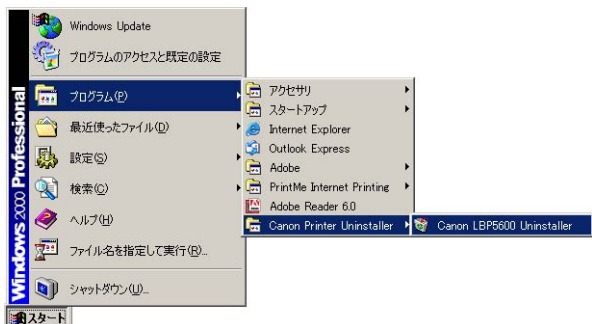 Windows Update
プログラムのアクセスと既定の設定
プログラム(P)
最近使ったファイル(D)
設定(S)
検索(C)
ヘルプ(H)
ファイル名を指定して実行(R)...
シャットダウン(U)...
Windows 2000 Professional
スタート
アクセサリ
スタートアップ
Internet Explorer
Outlook Express
Adobe
PrintMe Internet Printing
Adobe Reader 6.0
Canon Printer Uninstaller
Canon LBP5600 Uninstaller